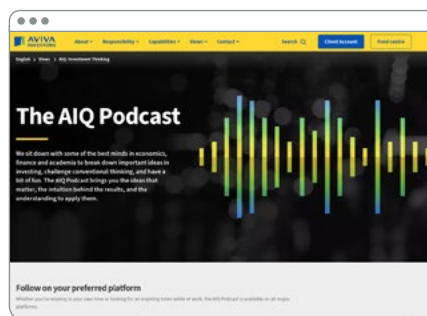 AVIVA
INVESTORS
About
Responsibility
Capabilities
Views
Contact
Search
Client Account
Fund centre
English > Views > AIQ: Investment Thinking
The AIQ Podcast
We sit down with some of the best minds in economics,
finance and academia to break down important ideas in
investing, challenge conventional thinking, and have a
bit of fun. The AIQ Podcast brings you the ideas that
matter, the intuition behind the results, and the
understanding to apply them.
Follow on your preferred platform
Whether you're relaxing in your own time or looking for an inspiring listen while at work, the AIQ Podcast is available on all major
platforms.